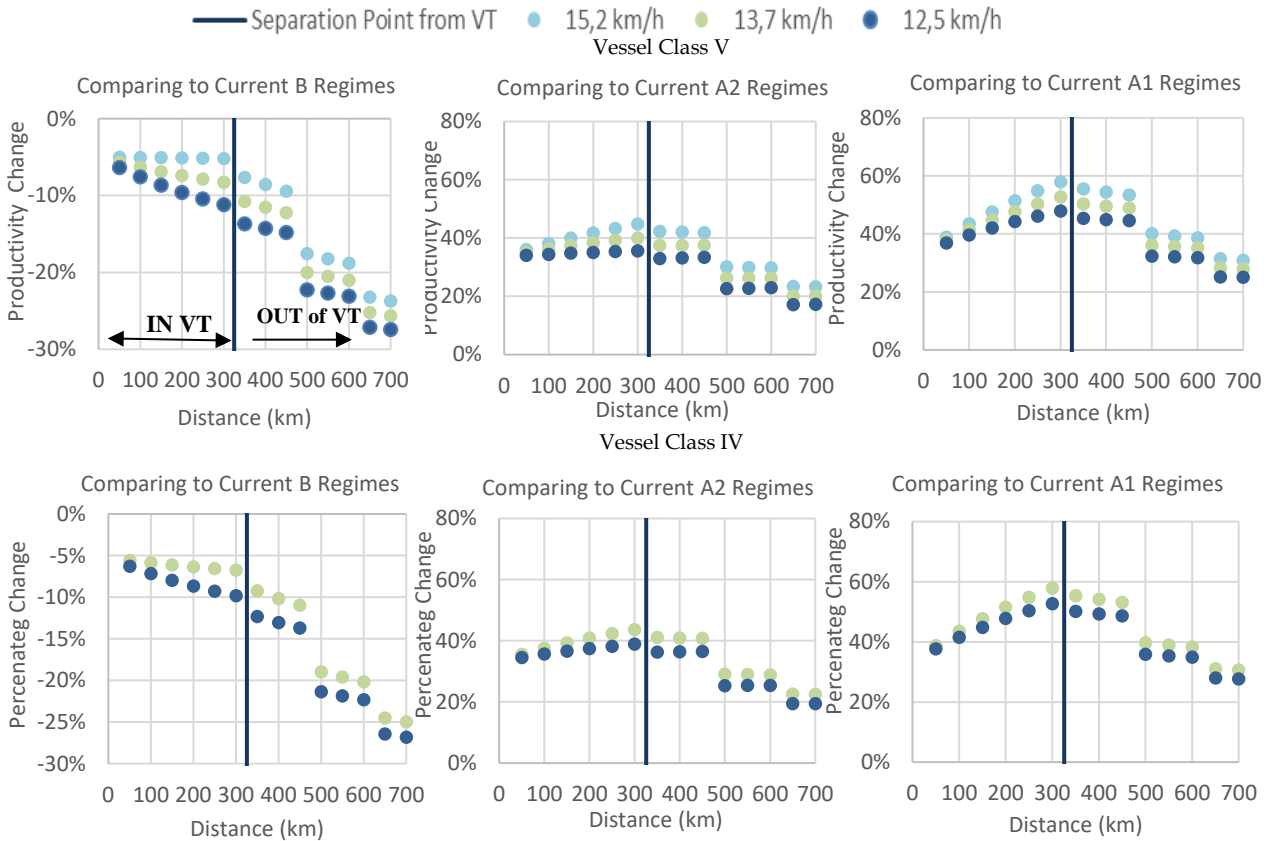 Separation Point from VT 15,2 km/h 13,7 km/h 12,5 km/h
Vessel Class V
Comparing to Current B Regimes
Productivity Change
0%
-10%
-20%
-30%
IN VT
OUT of VT
0 100 200 300 400 500 600 700
Distance (km)
Comparing to Current A2 Regimes
Productivity Change
80%
60%
40%
20%
0%
0 100 200 300 400 500 600 700
Distance (km)
Comparing to Current A1 Regimes
Productivity Change
80%
60%
40%
20%
0%
0 100 200 300 400 500 600 700
Distance (km)
Vessel Class IV
Comparing to Current B Regimes
Percenateg Change
0%
-5%
-10%
-15%
-20%
-25%
-30%
0 100 200 300 400 500 600 700
Distance (km)
Comparing to Current A2 Regimes
Percenateg Change
80%
60%
40%
20%
0%
0 100 200 300 400 500 600 700
Distance (km)
Comparing to Current A1 Regimes
Percenateg Change
80%
60%
40%
20%
0%
0 100 200 300 400 500 600 700
Distance (km)